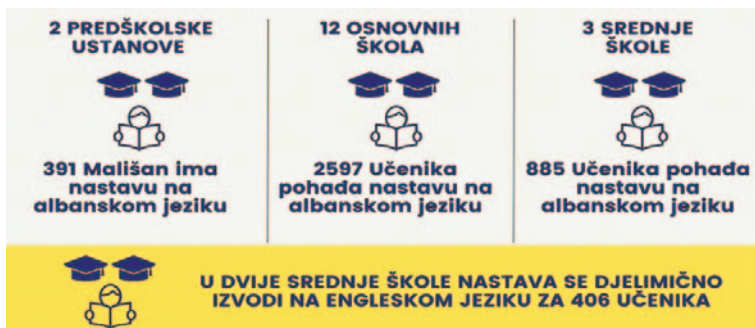 2 PREDŠKOLSKE
USTANOVE
391 Mališan ima
nastavu na
albanskom jeziku
12 OSNOVNIH
ŠKOLA
2597 Učenika
pohađa nastavu na
albanskom jeziku
3 SREDNJE
ŠKOLE
885 Učenika pohađa
nastavu na
albanskom jeziku
U DVIJE SREDNJE ŠKOLE NASTAVA SE DJELIMIČNO
IZVODI NA ENGLESKOM JEZIKU ZA 406 UČENIKA